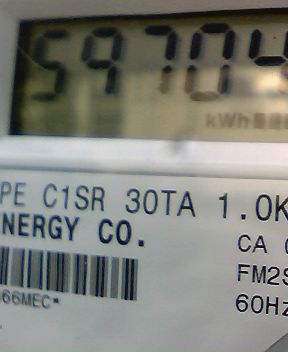 59704
kWh
PE C1SR 30TA 1.0K
NERGY CO.
CA
FM2S
66MEC*
60Hz